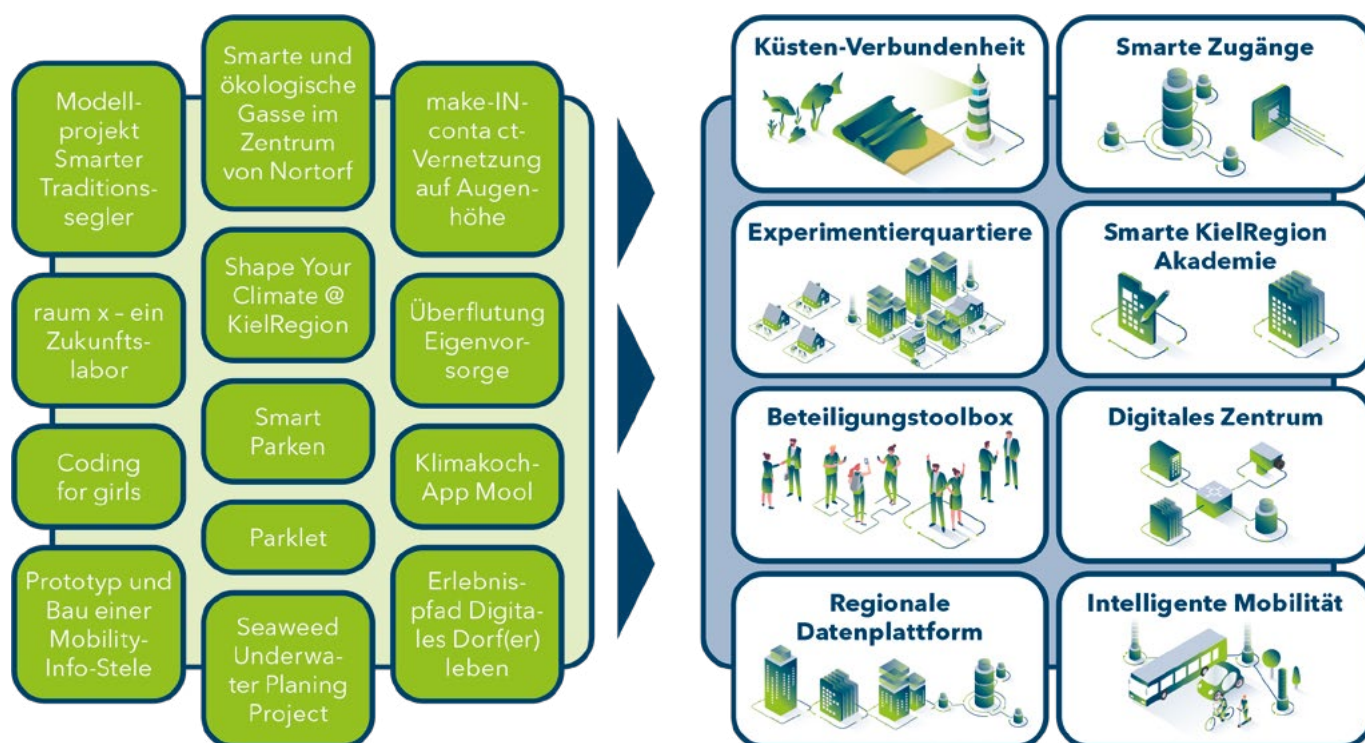 Modell-
projekt
Smarter
Traditions-
segler
raum x – ein
Zukunfts-
labor
Coding
for girls
Prototyp und
Bau einer
Mobility-
Info-Stele
Smarte und
ökologische
Gasse im
Zentrum
von Nortorf
Shape Your
Climate @
KielRegion
Smart
Parken
Parklet
Seaweed
Underwa-
ter Planing
Project
make-IN-
conta ct-
Vernetzung
auf Augen-
höhe
Überflutung
Eigenvor-
sorge
Klimakoch-
App Mool
Erlebnis-
pfad Digita-
les Dorf(er)
leben
Küsten-Verbundenheit
Smarte Zugänge
Experimentierquartiere
Smarte KielRegion
Akademie
Beteiligungstoolbox
Digitales Zentrum
Regionale
Datenplattform
Intelligente Mobilität